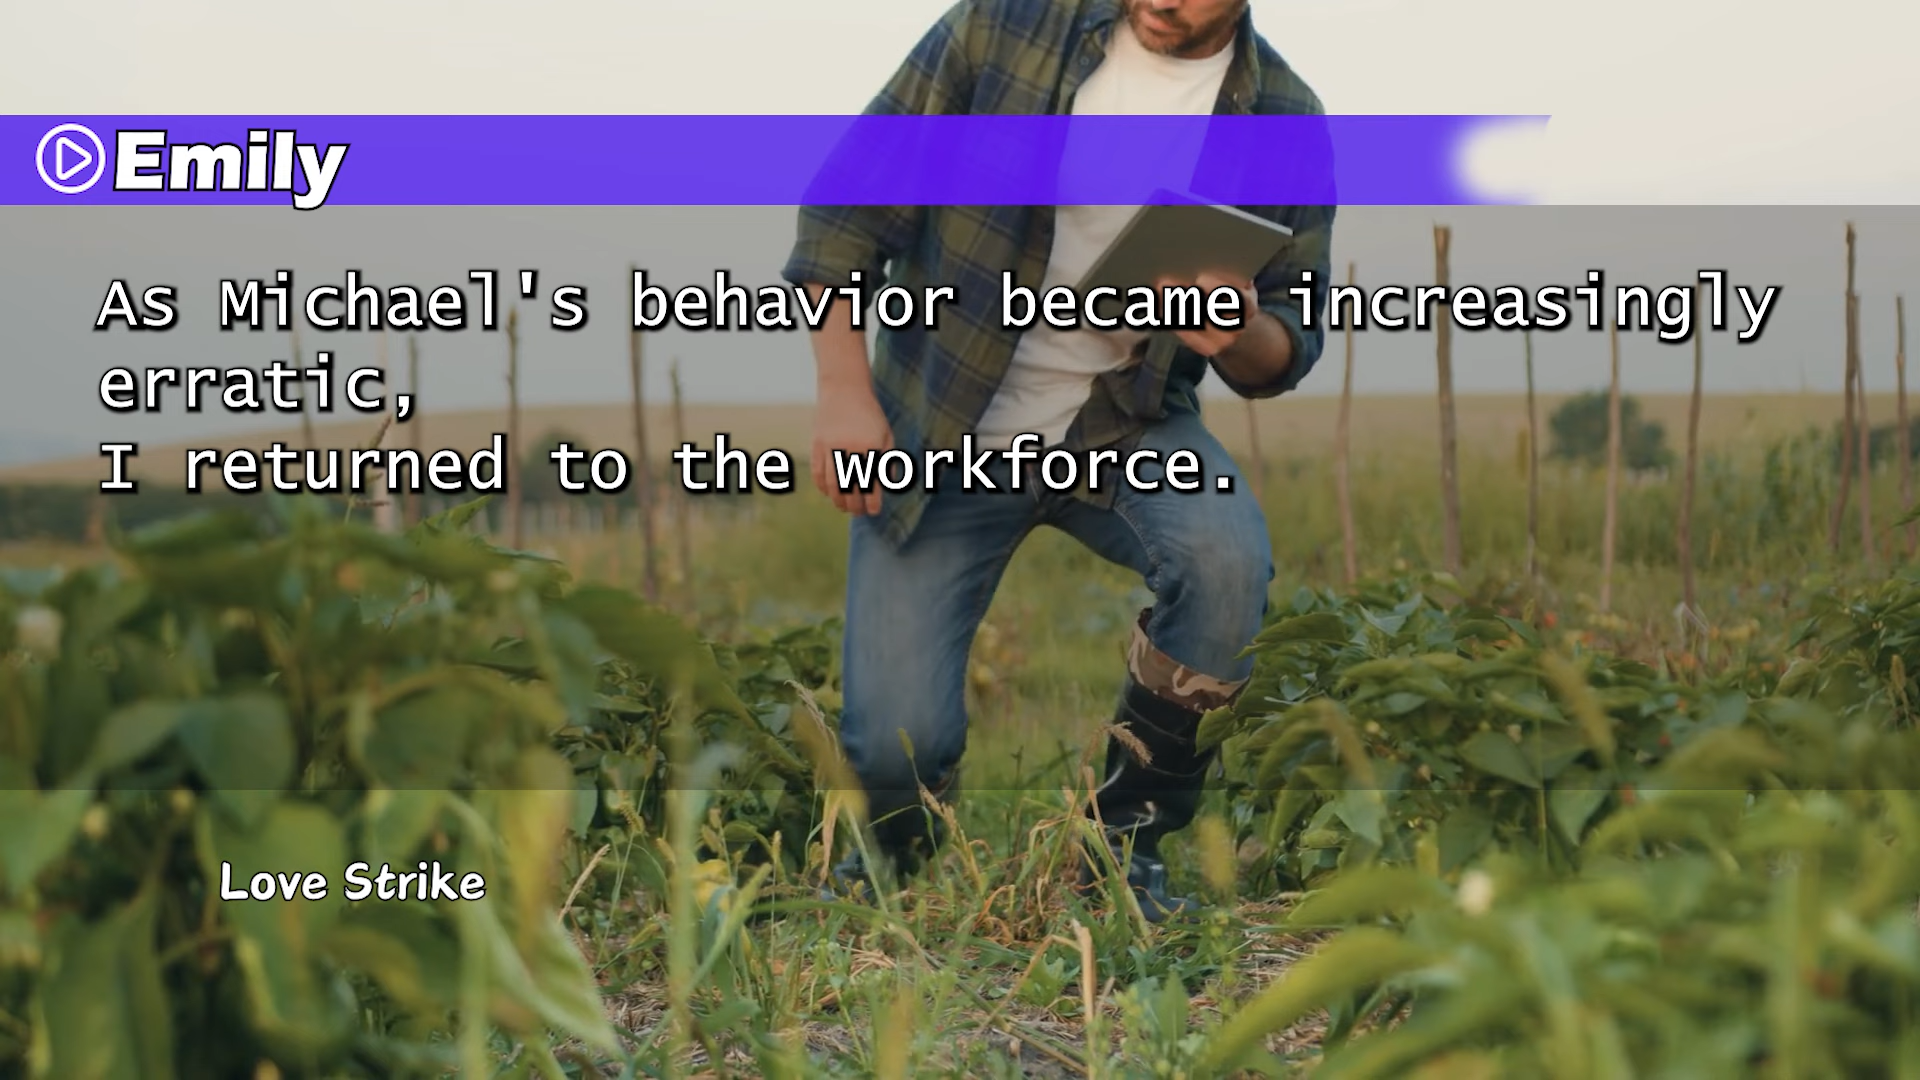 Emily
As Michael's behavior became increasingly
erratic,
I returned to the workforce.
Love Strike